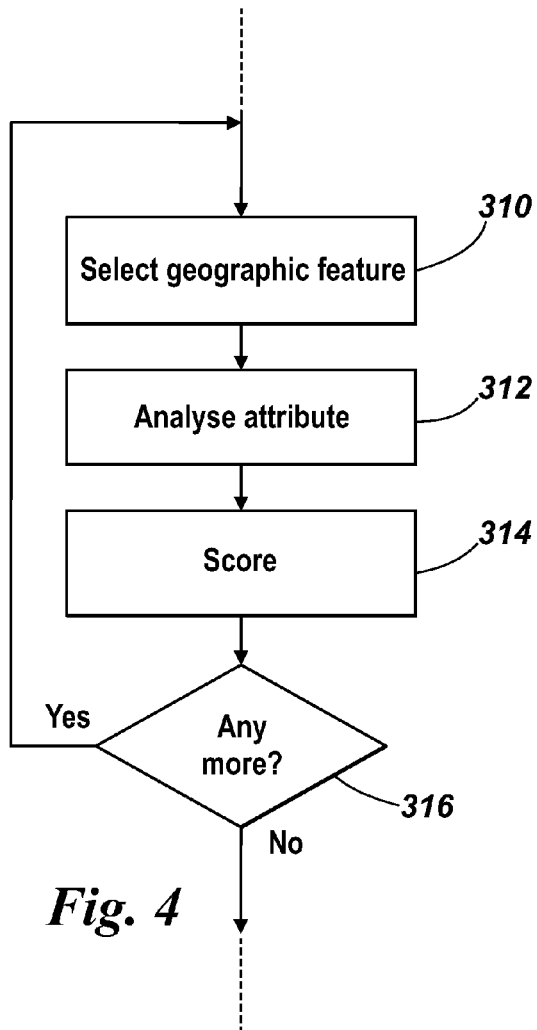 310
Select geographic feature
312
Analyse attribute
314
Score
Yes
Any
more?
316
No
Fig. 4